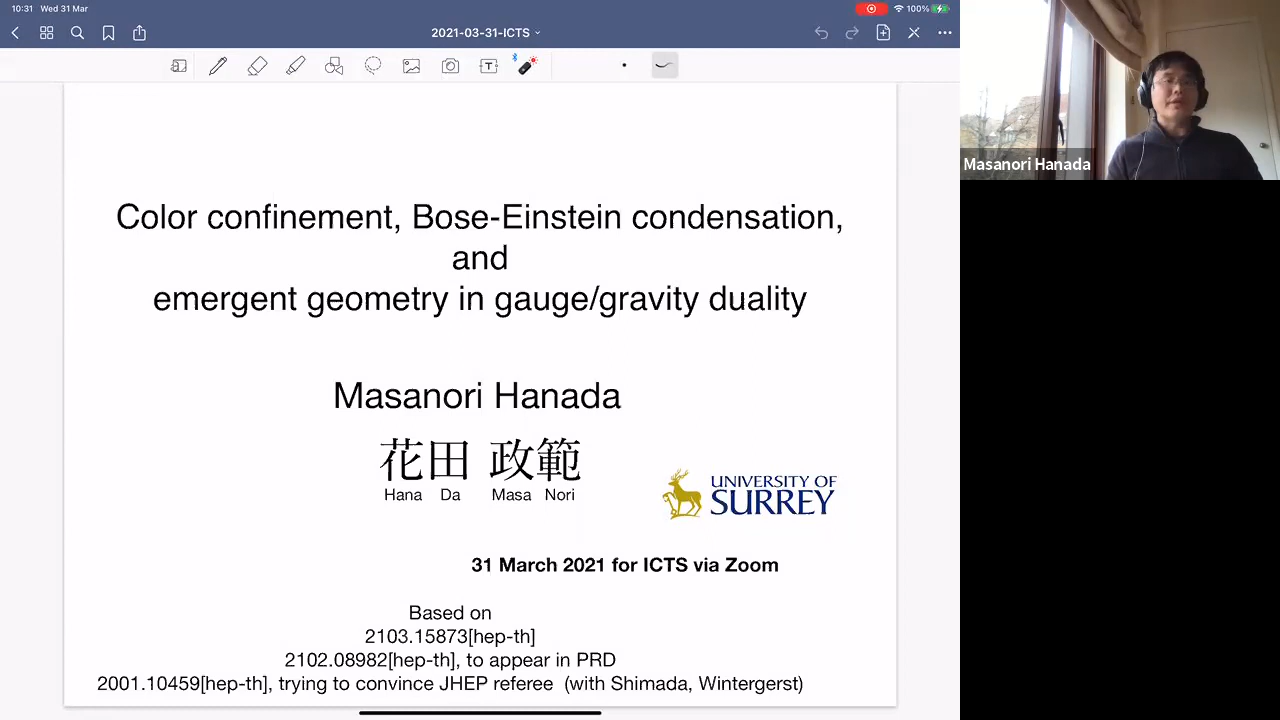 10:31 Wed 31 Mar
100%
2021-03-31-ICTS
T
Color confinement, Bose-Einstein condensation,
and
emergent geometry in gauge/gravity duality
Masanori Hanada
花田 政範
Hana Da Masa Nori
UNIVERSITY OF
SURREY
31 March 2021 for ICTS via Zoom
Based on
2103.15873[hep-th]
2102.08982[hep-th], to appear in PRD
2001.10459[hep-th], trying to convince JHEP referee (with Shimada, Wintergerst)
Masanori Hanada